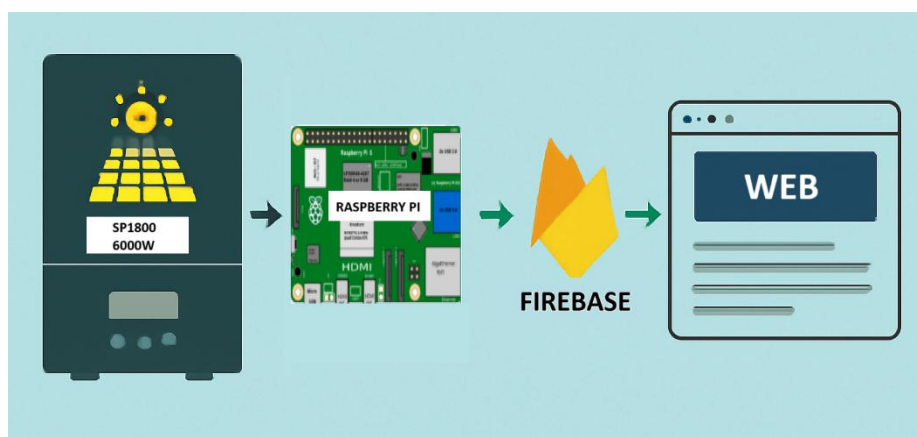 SP1800
6000W
RASPBERRY PI
HDMI
FIREBASE
WEB